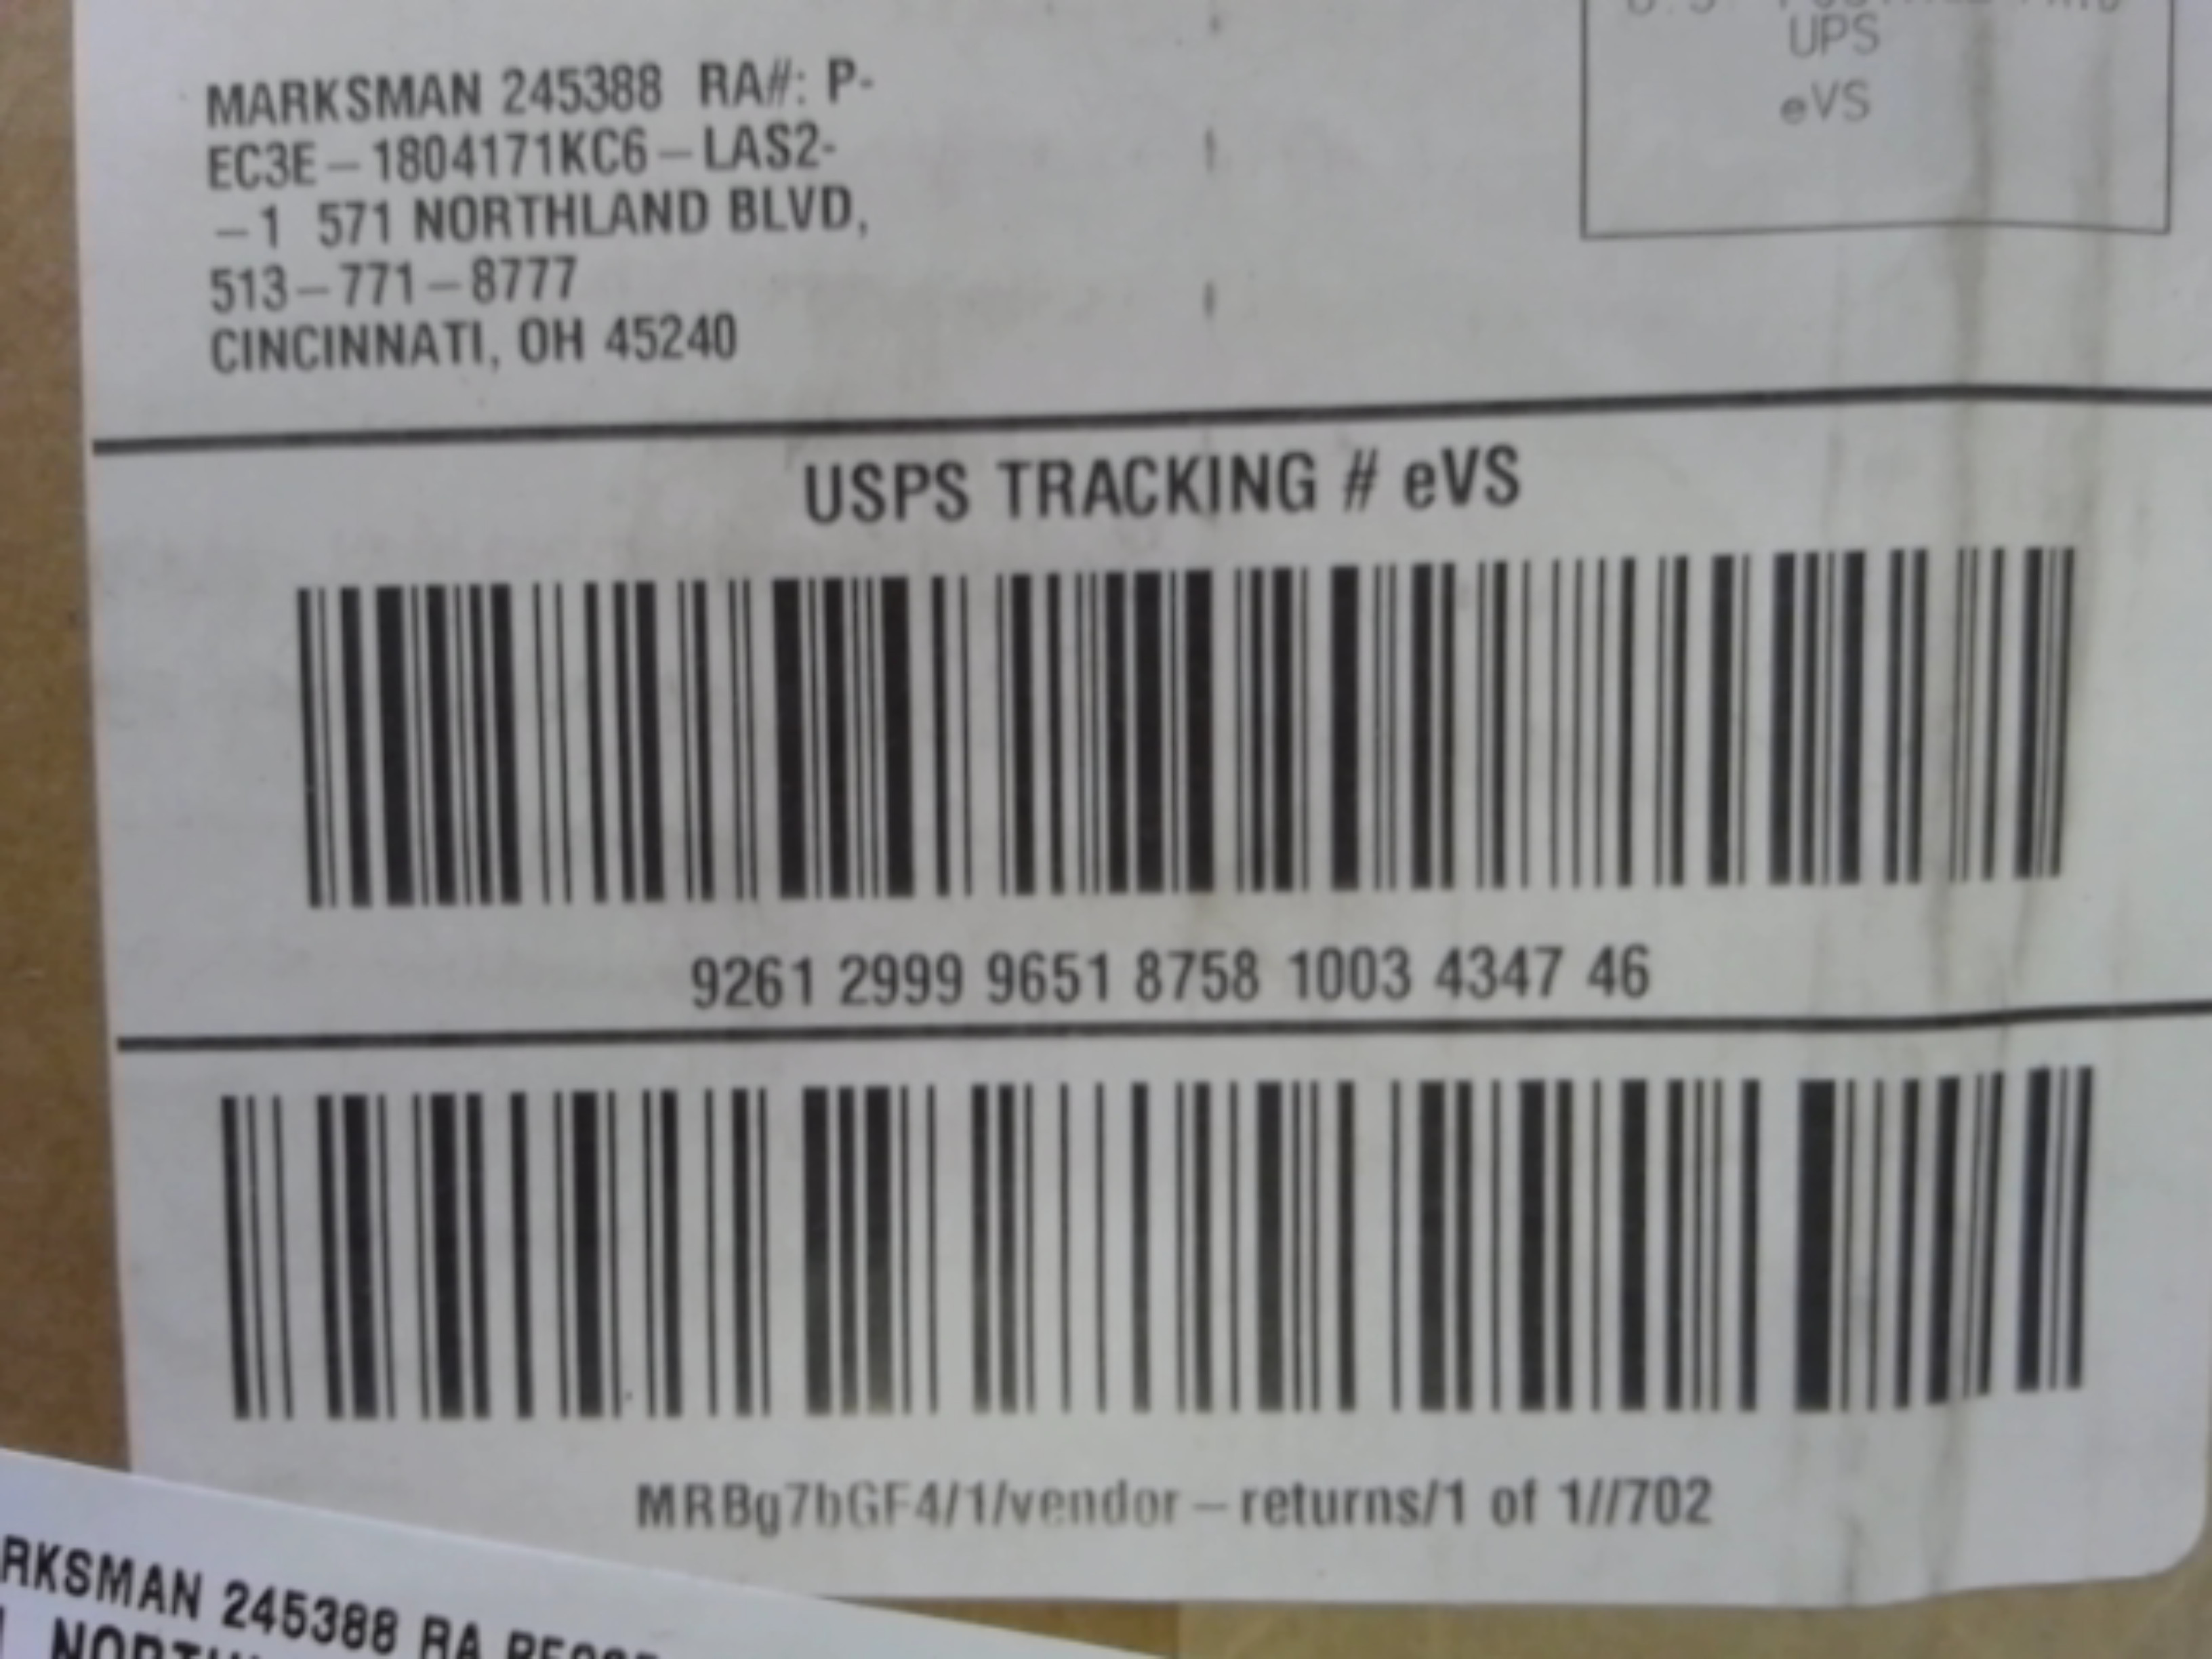 UPS
eVS
MARKSMAN 245388 RA#: P-
EC3E-1804171KC6-LAS2-
-1 571 NORTHLAND BLVD,
513-771-8777
CINCINNATI, OH 45240
USPS TRACKING # eVS
9261 2999 9651 8758 1003 4347 46
MRBg7bGF4/1/vendor-returns/1 of 1//702
RKSMAN 245388 RA